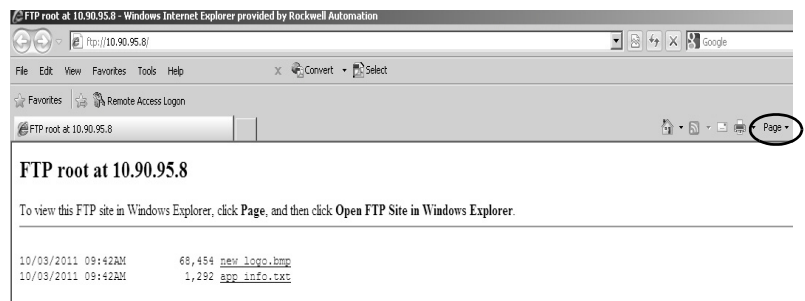 FTP root at 10.90.95.8 - Windows Internet Explorer provided by Rockwell Automation
ftp://10.90.95.8/
Google
File Edit View Favorites Tools Help x Convert Select
Favorites Remote Access Logon
FTP root at 10.90.95.8
Page
FTP root at 10.90.95.8
To view this FTP site in Windows Explorer, click Page, and then click Open FTP Site in Windows Explorer.
10/03/2011 09:42AM 68,454 new logo.bmp
10/03/2011 09:42AM 1,292 app info.txt